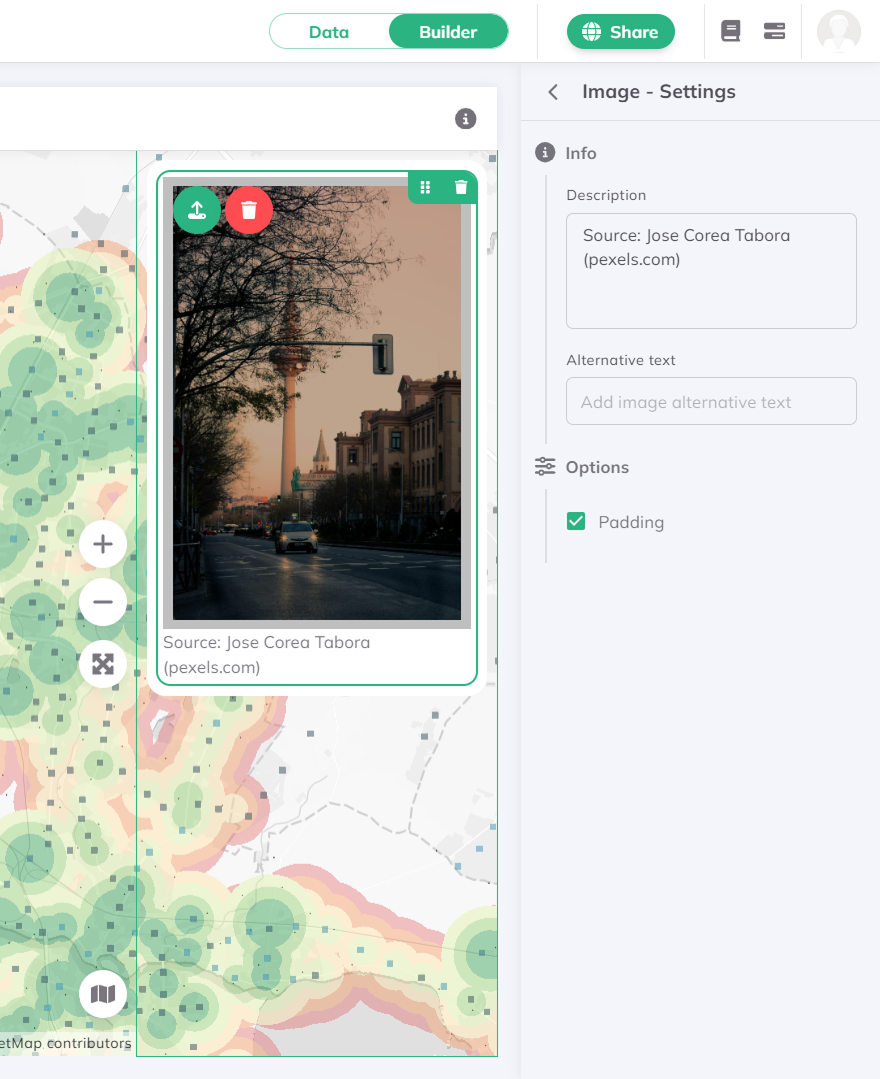 Data
Builder
Share
Image - Settings
Info
Description
Source: Jose Corea Tabora
(pexels.com)
Alternative text
Add image alternative text
Options
Padding
Source: Jose Corea Tabora
(pexels.com)
etMap contributors